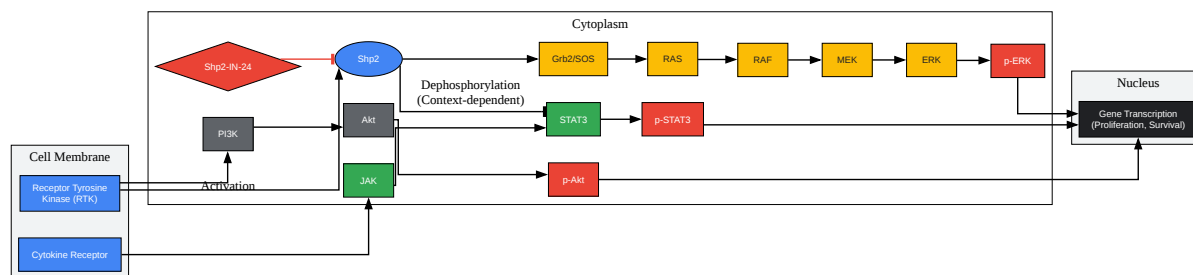 Cytoplasm
Shp2-IN-24
Shp2
Grb2/SOS
RAS
RAF
MEK
ERK
p-ERK
Dephosphorylation
(Context-dependent)
Nucleus
Gene Transcription
(Proliferation, Survival)
PI3K
Akt
STAT3
p-STAT3
Cell Membrane
Receptor Tyrosine
Kinase (RTK)
Activation
JAK
p-Akt
Cytokine Receptor